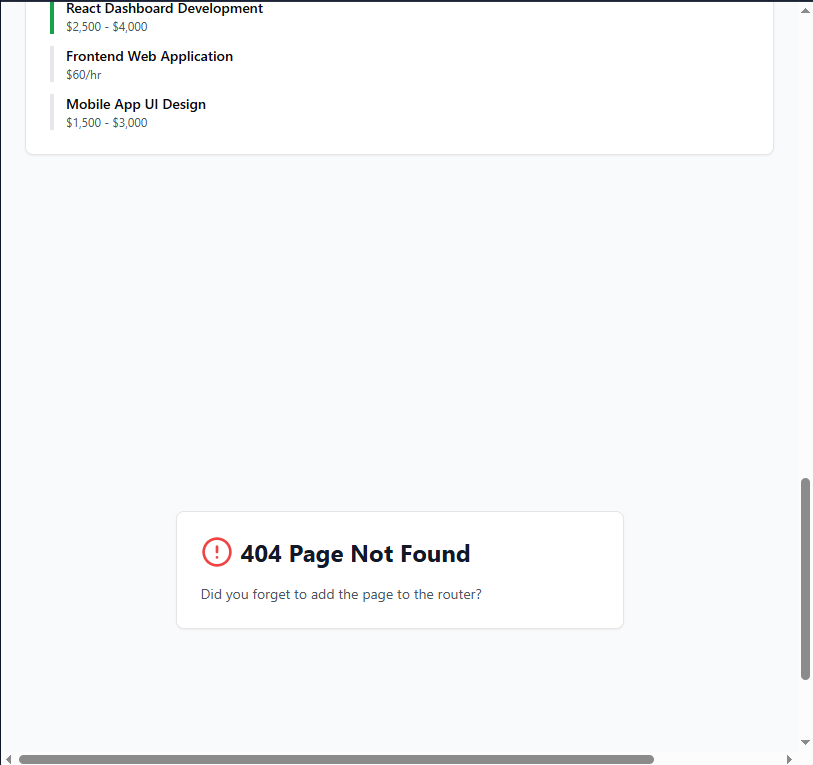 React Dashboard Development
$2,500 - $4,000
Frontend Web Application
$60/hr
Mobile App UI Design
$1,500 - $3,000
404 Page Not Found
Did you forget to add the page to the router?